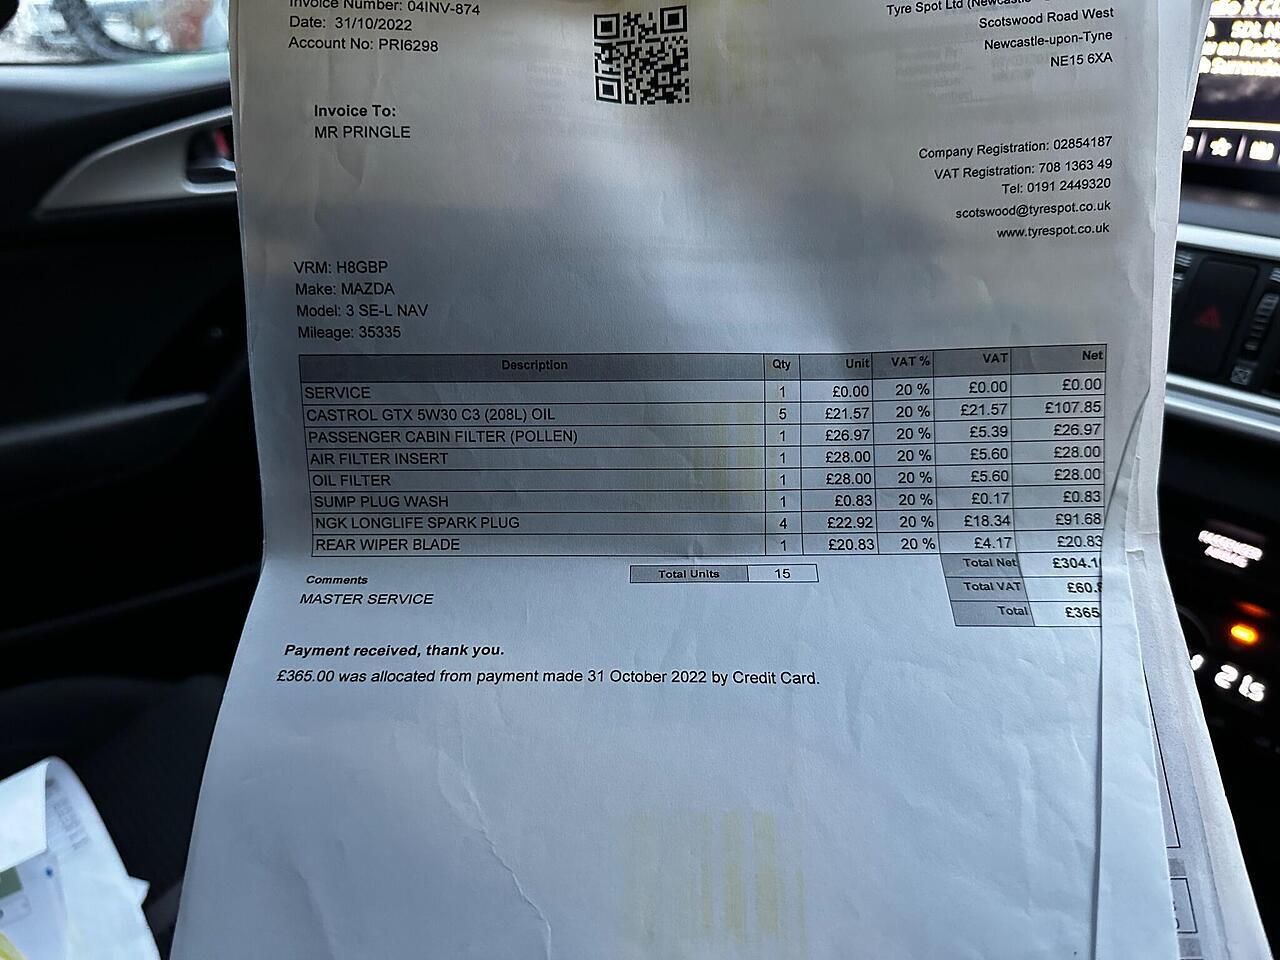 Invoice Number: 04INV-874
Date: 31/10/2022
Account No: PRI6298
Tyre Spot Ltd (Newcastle
Scotswood Road West
Newcastle-upon-Tyne
NE15 6XA
Invoice To:
MR PRINGLE
Company Registration: 02854187
VAT Registration: 708 1363 49
Tel: 0191 2449320
scotswood@tyrespot.co.uk
www.tyrespot.co.uk
VRM: H8GBP
Make: MAZDA
Model: 3 SE-L NAV
Mileage: 35335
Description Qty Unit VAT % VAT Net
SERVICE 1 £0.00 20 % £0.00 £0.00
CASTROL GTX 5W30 C3 (208L) OIL 5 £21.57 20 % £21.57 £107.85
PASSENGER CABIN FILTER (POLLEN) 1 £26.97 20 % £5.39 £26.97
AIR FILTER INSERT 1 £28.00 20 % £5.60 £28.00
OIL FILTER 1 £28.00 20 % £5.60 £28.00
SUMP PLUG WASH 1 £0.83 20 % £0.17 £0.83
NGK LONGLIFE SPARK PLUG 4 £22.92 20 % £18.34 £91.68
REAR WIPER BLADE 1 £20.83 20 % £4.17 £20.83
Total Units 15
Total Net £304.1
Total VAT £60.
Total £365
Comments
MASTER SERVICE
Payment received, thank you.
£365.00 was allocated from payment made 31 October 2022 by Credit Card.
PASSENGER